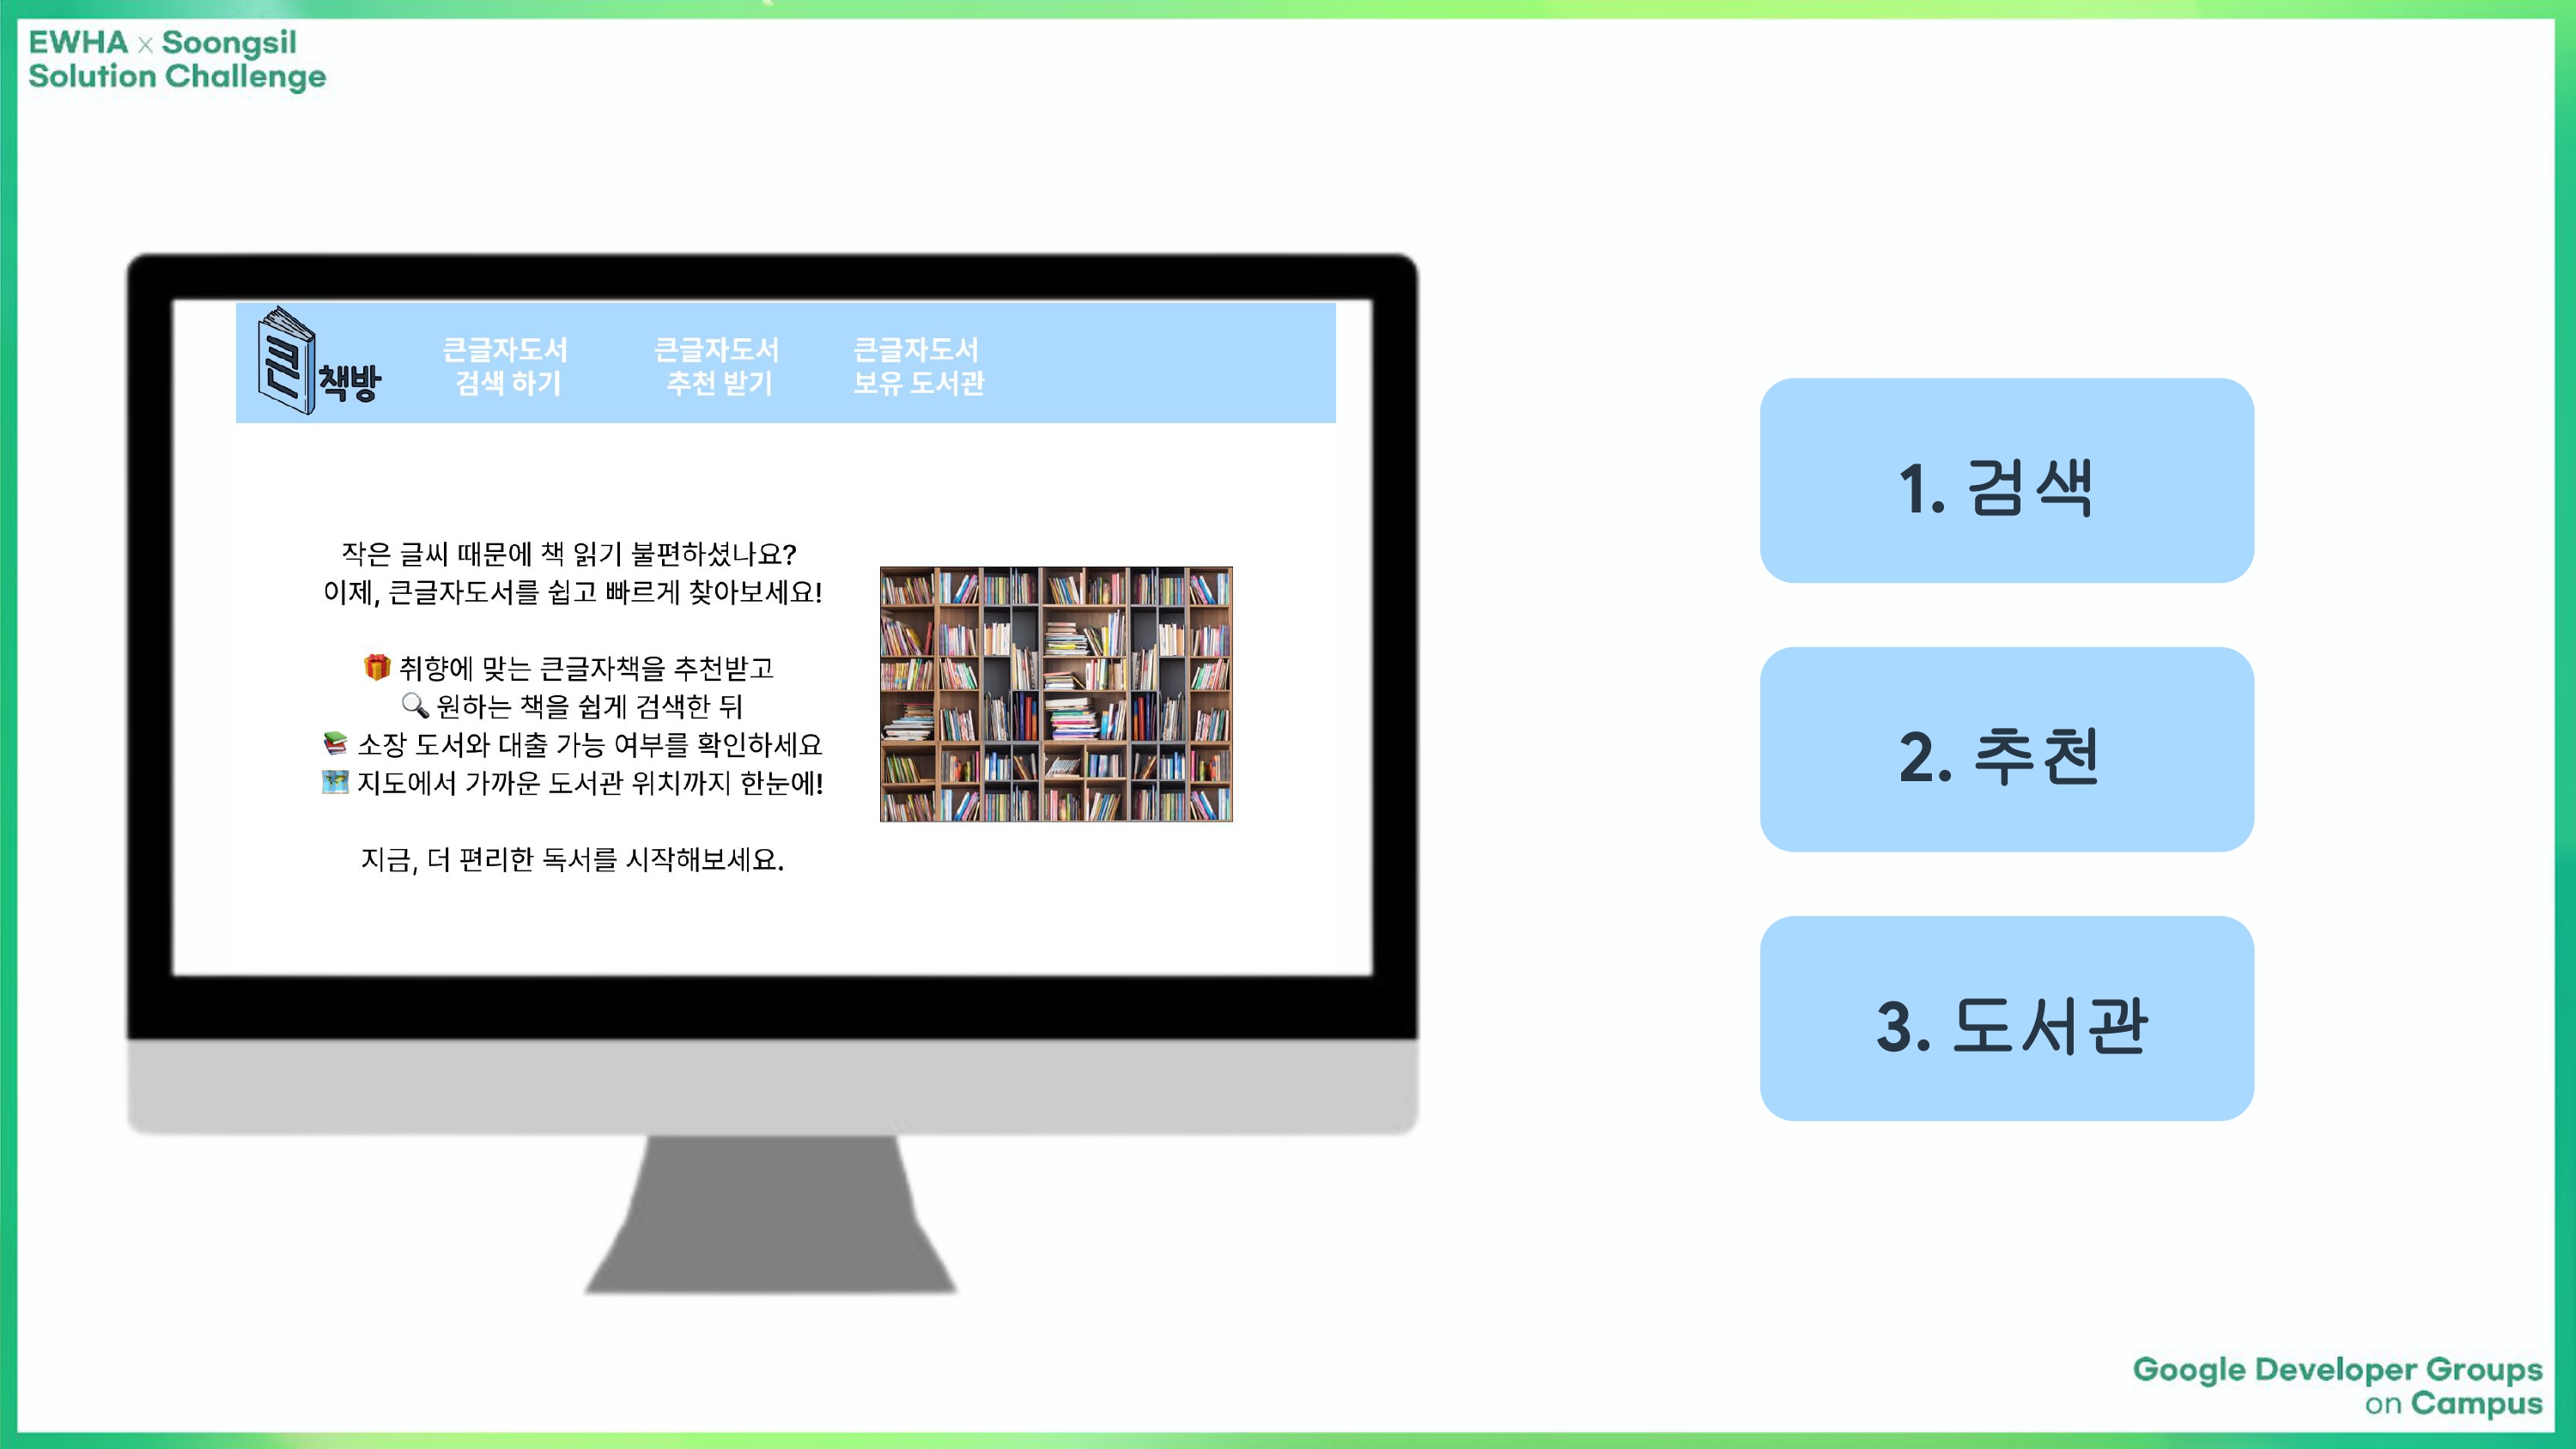 EWHA x Soongsil
Solution Challenge
큰 책방
큰글자도서
검색 하기
큰글자도서
추천 받기
큰글자도서
보유 도서관
작은 글씨 때문에 책 읽기 불편하셨나요?
이제, 큰글자도서를 쉽고 빠르게 찾아보세요!
🎁 취향에 맞는 큰글자책을 추천받고
🔍 원하는 책을 쉽게 검색한 뒤
📚 소장 도서와 대출 가능 여부를 확인하세요
🗺️ 지도에서 가까운 도서관 위치까지 한눈에!
지금, 더 편리한 독서를 시작해보세요.
1. 검색
2. 추천
3. 도서관
Google Developer Groups
on Campus